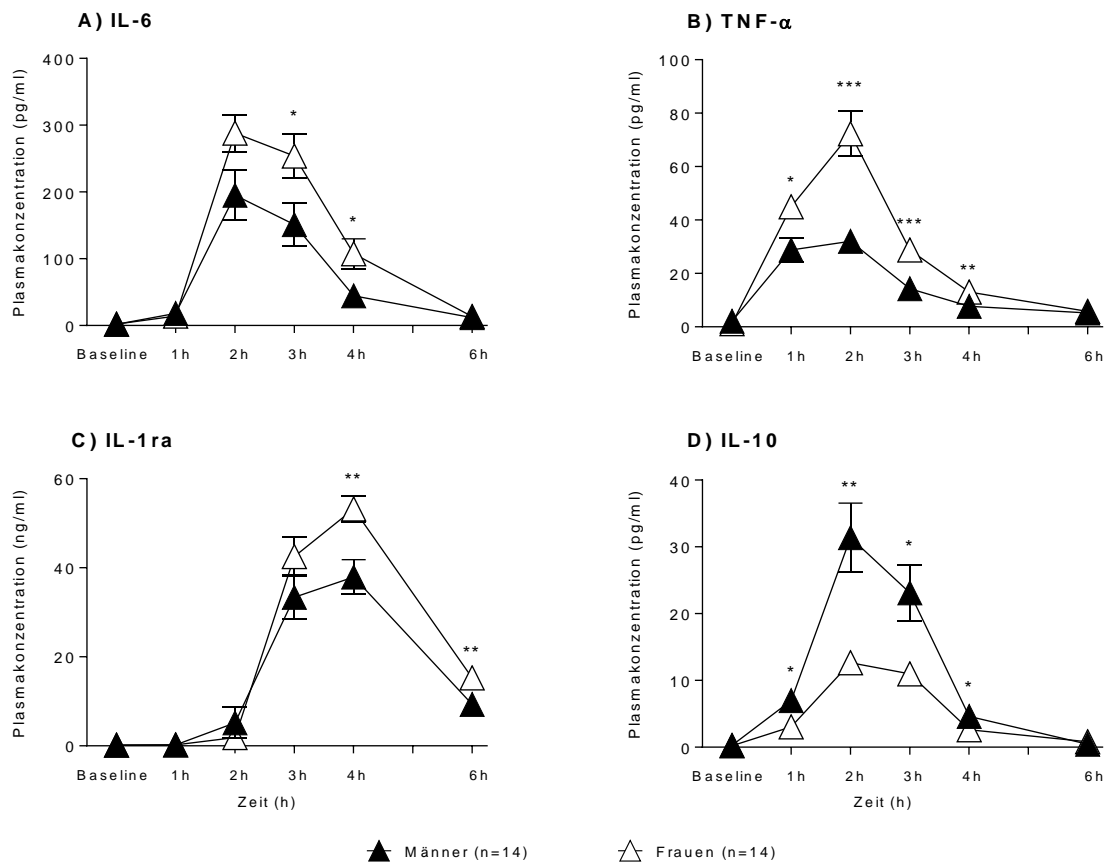 A) IL-6
Plasmakonzentration (pg/ml)
400
300
200
100
0
*
*
Baseline 1h 2h 3h 4h 6h
B) TNF-α
Plasmakonzentration (pg/ml)
100
80
60
40
20
0
*
***
***
**
Baseline 1h 2h 3h 4h 6h
C) IL-1ra
Plasmakonzentration (ng/ml)
60
40
20
0
**
**
Baseline 1h 2h 3h 4h 6h
Zeit (h)
D) IL-10
Plasmakonzentration (pg/ml)
40
30
20
10
0
*
**
*
*
Baseline 1h 2h 3h 4h 6h
Zeit (h)
Männer (n=14) Frauen (n=14)